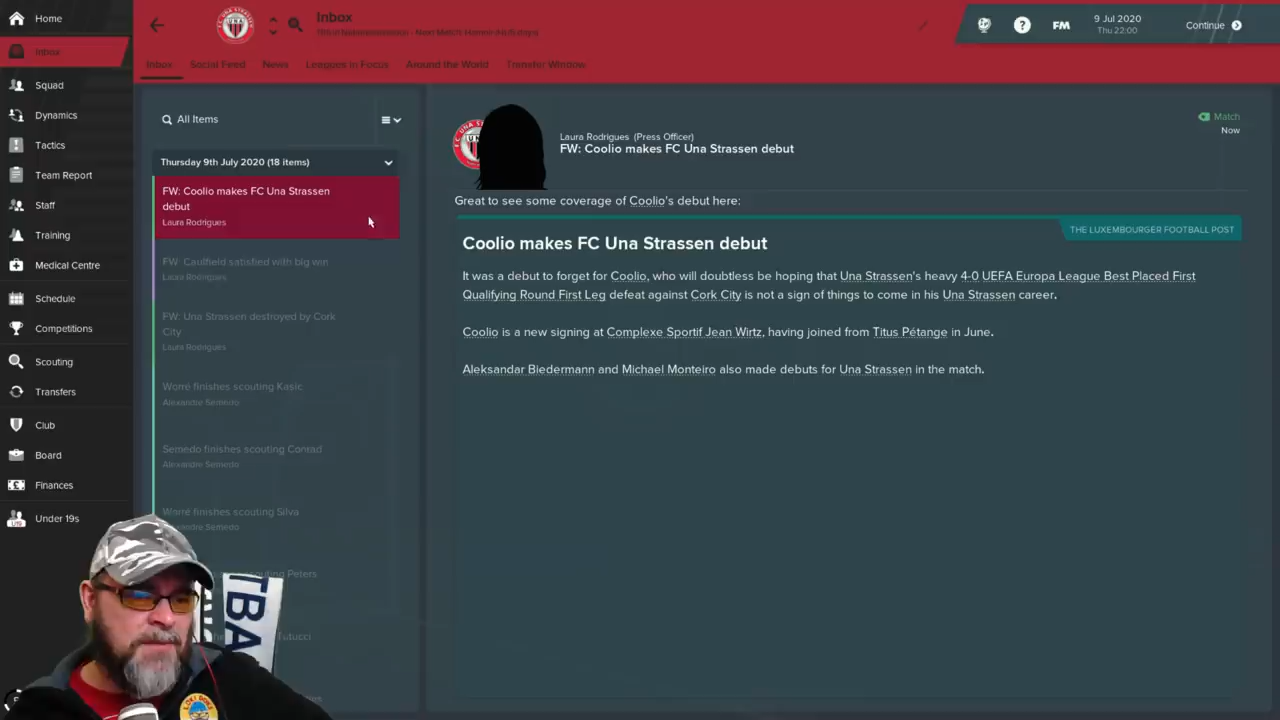 Home
Inbox
Squad
Dynamics
Tactics
Team Report
Staff
Training
Medical Centre
Schedule
Competitions
Scouting
Transfers
Club
Board
Finances
Under 19s
Inbox
9 Jul 2020
Thu 22:00
FM
?
Continue
Inbox
Social Feed
News
Leagues in Focus
Around the World
Transfer Window
All Items
Thursday 9th July 2020 (18 items)
FW: Coolio makes FC Una Strassen
debut
Laura Rodrigues
FW: Caulfield satisfied with big win
Laura Rodrigues
FW: Una Strassen destroyed by Cork
City
Laura Rodrigues
Worré finishes scouting Kasic
Alexandre Semedo
Semedo finishes scouting Conrad
Alexandre Semedo
Worré finishes scouting Silva
Semedo
scouting Peters
Tutucci
Laura Rodrigues (Press Officer)
FW: Coolio makes FC Una Strassen debut
Match
Now
Great to see some coverage of Coolio's debut here:
THE LUXEMBOURGER FOOTBALL POST
Coolio makes FC Una Strassen debut
It was a debut to forget for Coolio, who will doubtless be hoping that Una Strassen's heavy 4-0 UEFA Europa League Best Placed First
Qualifying Round First Leg defeat against Cork City is not a sign of things to come in his Una Strassen career.
Coolio is a new signing at Complexe Sportif Jean Wirtz, having joined from Titus Pétange in June.
Aleksandar Biedermann and Michael Monteiro also made debuts for Una Strassen in the match.